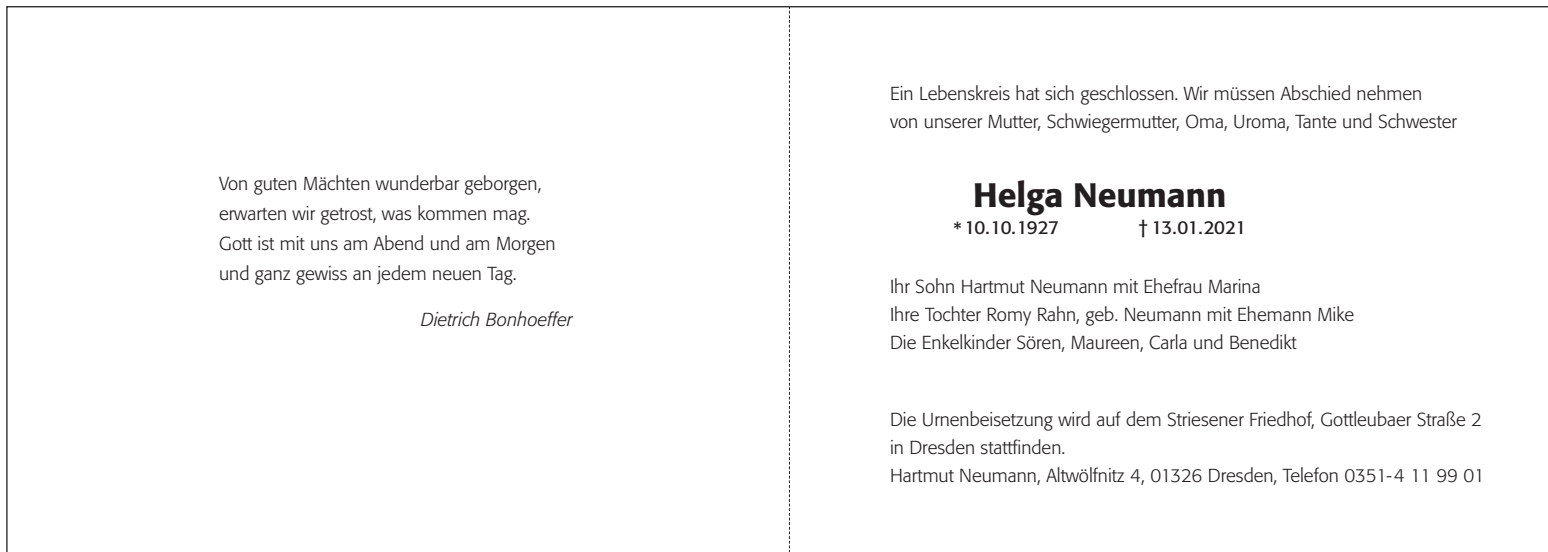 Von guten Mächten wunderbar geborgen,
erwarten wir getrost, was kommen mag.
Gott ist mit uns am Abend und am Morgen
und ganz gewiss an jedem neuen Tag.
Dietrich Bonhoeffer
Ein Lebenskreis hat sich geschlossen. Wir müssen Abschied nehmen
von unserer Mutter, Schwiegermutter, Oma, Uroma, Tante und Schwester
Helga Neumann
* 10.10.1927 † 13.01.2021
Ihr Sohn Hartmut Neumann mit Ehefrau Marina
Ihre Tochter Romy Rahn, geb. Neumann mit Ehemann Mike
Die Enkelkinder Sören, Maureen, Carla und Benedikt
Die Urnenbeisetzung wird auf dem Striesener Friedhof, Gottleubaer Straße 2
in Dresden stattfinden.
Hartmut Neumann, Altwölfnitz 4, 01326 Dresden, Telefon 0351-4 11 99 01